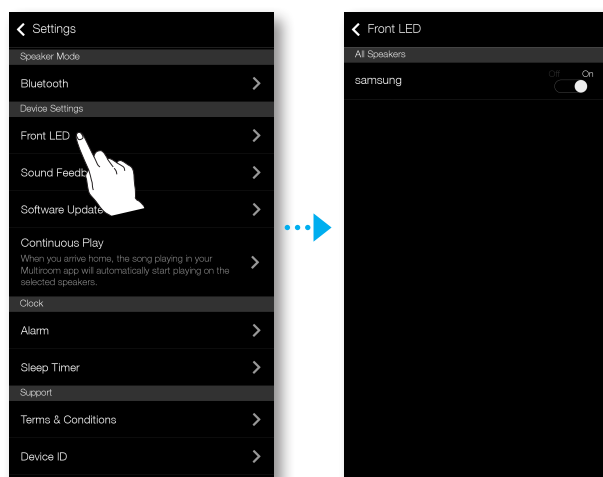 Settings
Speaker Mode
Bluetooth
Device Settings
Front LED
Sound Feedb
Software Update
Continuous Play
When you arrive home, the song playing in your
Multiroom app will automatically start playing on the
selected speakers.
Clock
Alarm
Sleep Timer
Support
Terms & Conditions
Device ID
Front LED
All Speakers
samsung
Off On